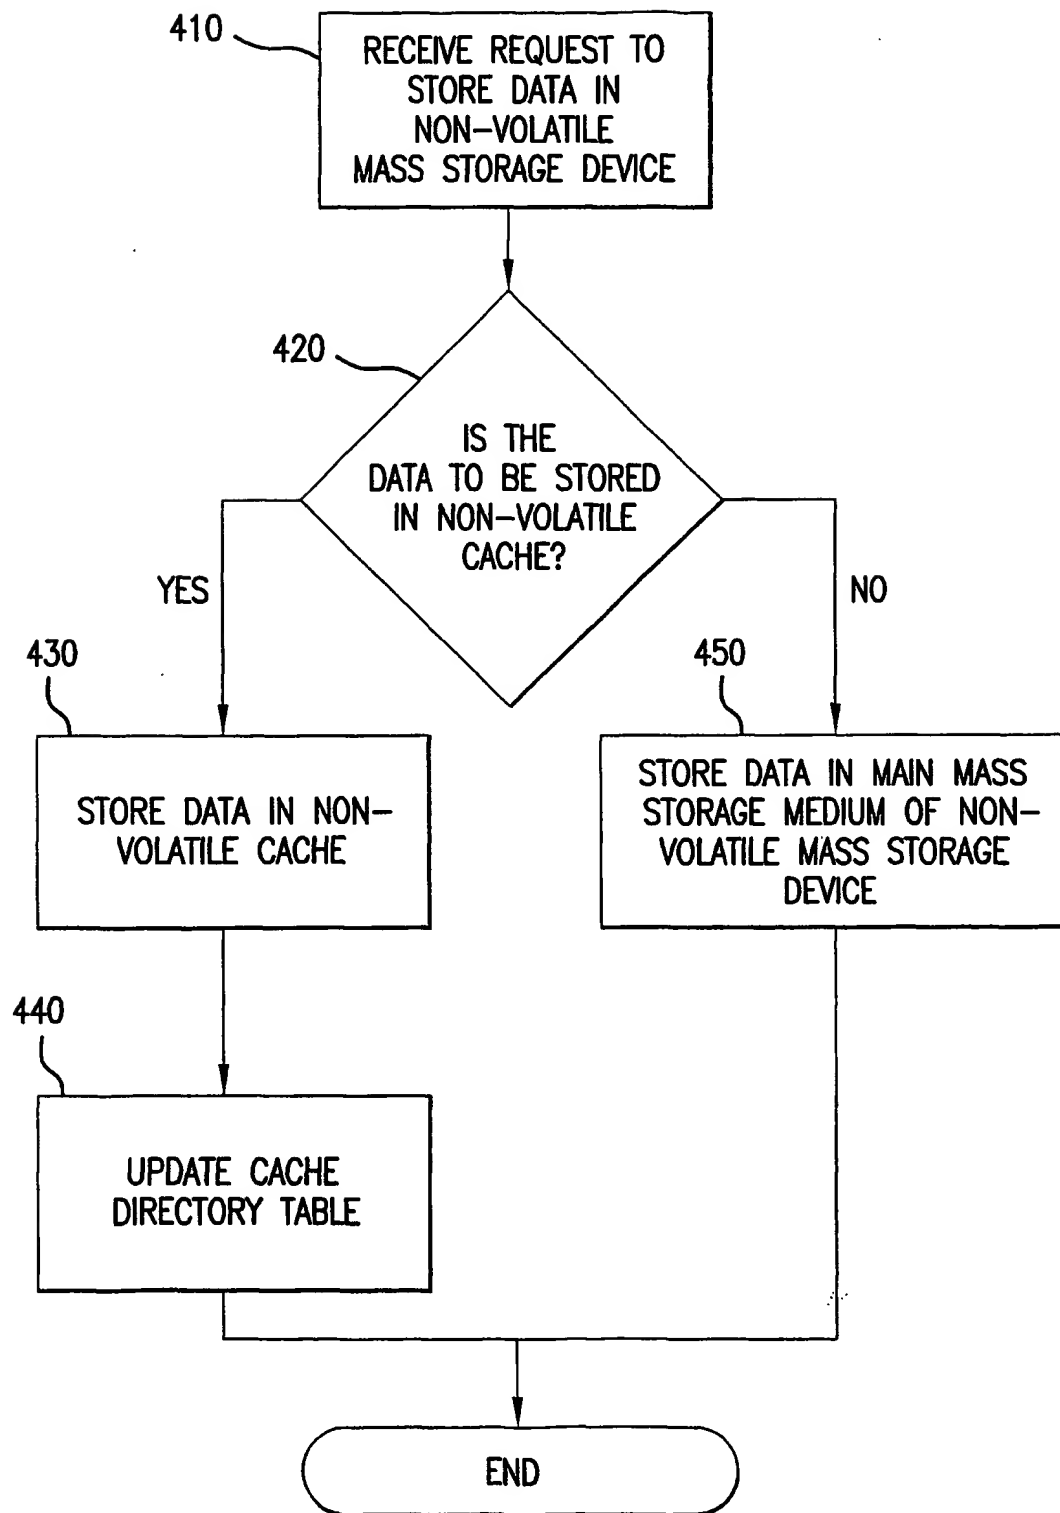 410
RECEIVE REQUEST TO
STORE DATA IN
NON-VOLATILE
MASS STORAGE DEVICE
420
IS THE
DATA TO BE STORED
IN NON-VOLATILE
CACHE?
YES
NO
430
STORE DATA IN NON-
VOLATILE CACHE
450
STORE DATA IN MAIN MASS
STORAGE MEDIUM OF NON-
VOLATILE MASS STORAGE
DEVICE
440
UPDATE CACHE
DIRECTORY TABLE
END